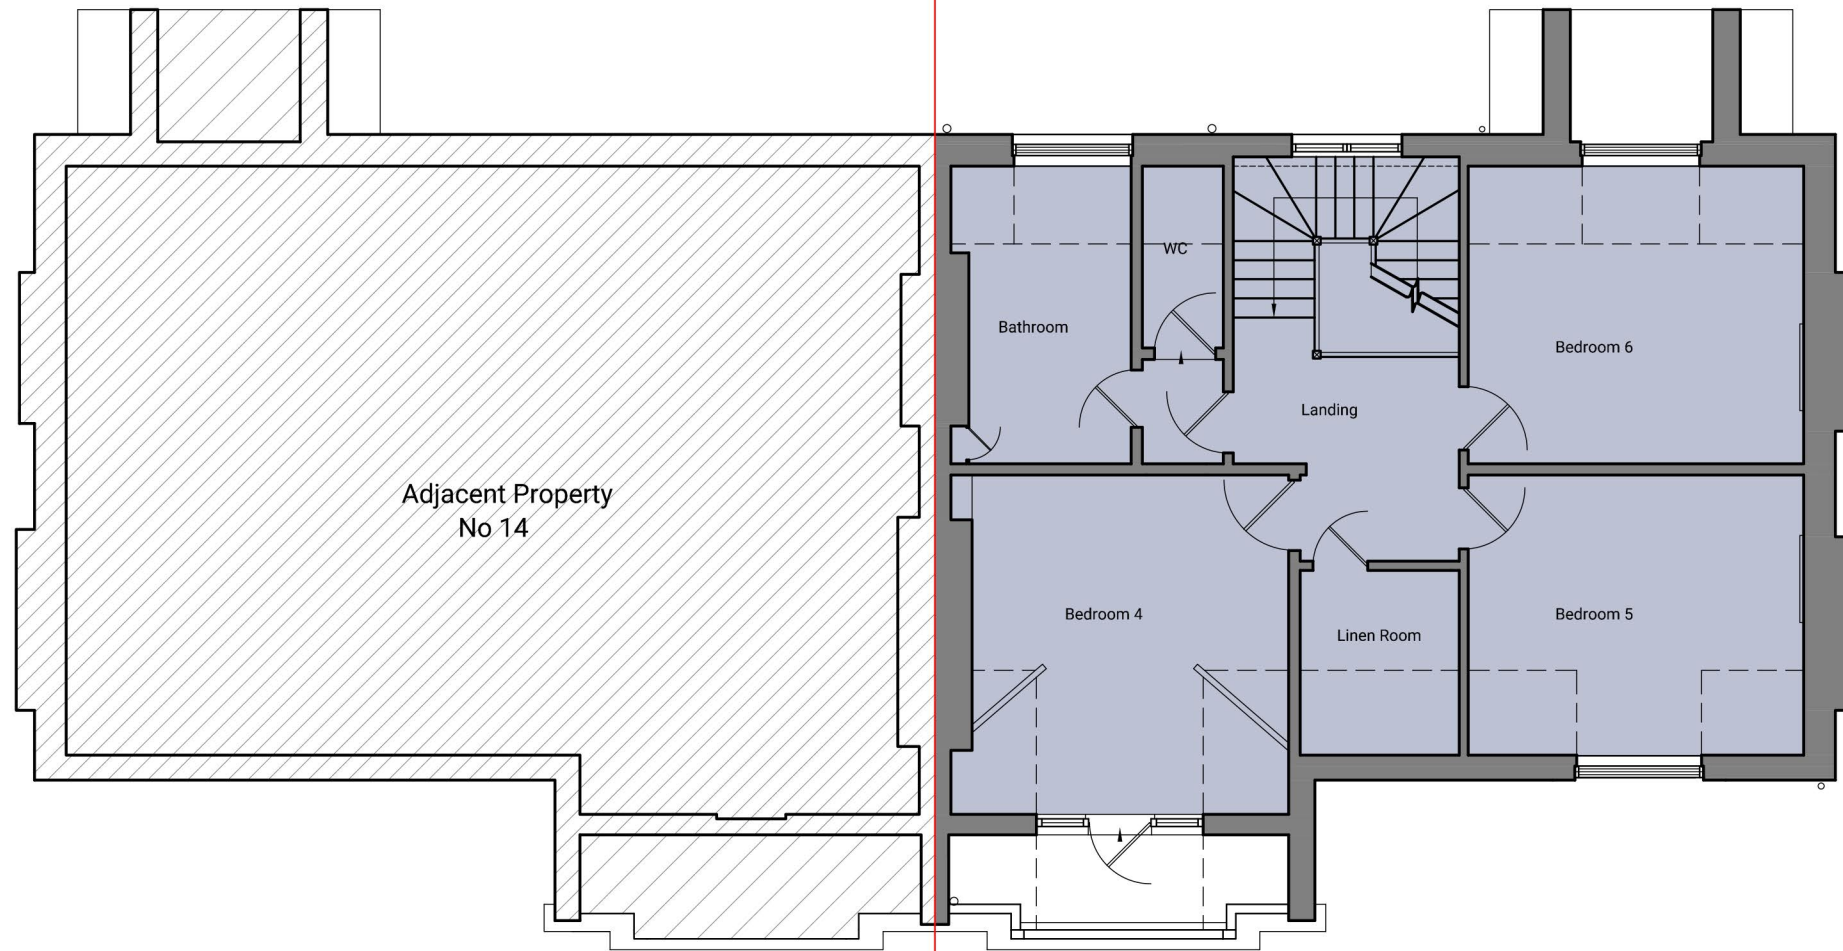 WC
Bathroom
Bedroom 6
Landing
Adjacent Property
No 14
Bedroom 4
Bedroom 5
Linen Room